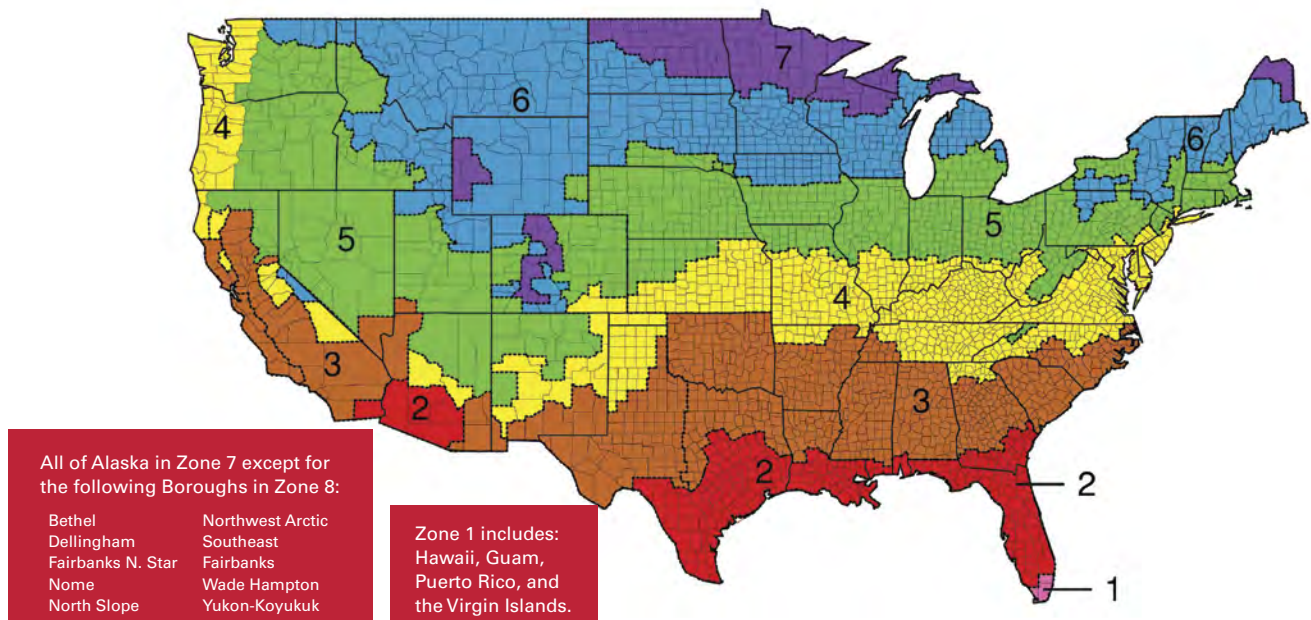 7
6
4
6
5
5
4
3
3
2
2
2
1
All of Alaska in Zone 7 except for
the following Boroughs in Zone 8:
Bethel
Dellingham
Fairbanks N. Star
Nome
North Slope
Northwest Arctic
Southeast
Fairbanks
Wade Hampton
Yukon-Koyukuk
Zone 1 includes:
Hawaii, Guam,
Puerto Rico, and
the Virgin Islands.